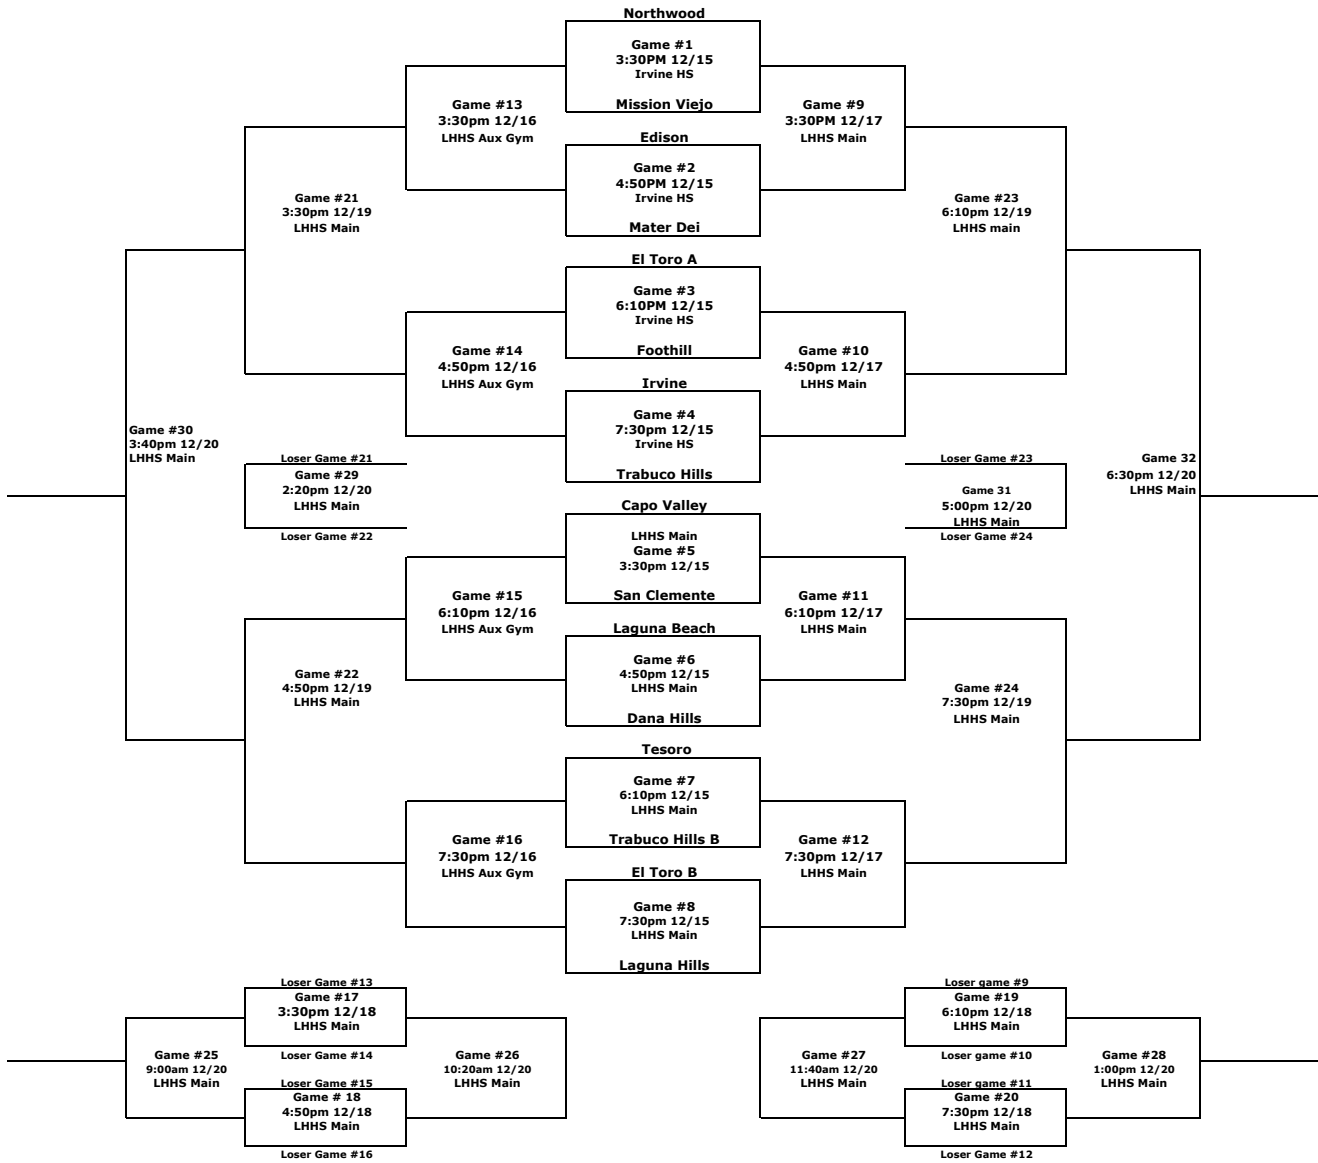 Northwood
Game #1
3:30PM 12/15
Irvine HS
Mission Viejo
Game #13
3:30pm 12/16
LHHS Aux Gym
Game #9
3:30PM 12/17
LHHS Main
Edison
Game #2
4:50PM 12/15
Irvine HS
Mater Dei
Game #21
3:30pm 12/19
LHHS Main
Game #23
6:10pm 12/19
LHHS main
El Toro A
Game #3
6:10PM 12/15
Irvine HS
Foothill
Game #14
4:50pm 12/16
LHHS Aux Gym
Game #10
4:50pm 12/17
LHHS Main
Irvine
Game #4
7:30pm 12/15
Irvine HS
Trabuco Hills
Game #30
3:40pm 12/20
LHHS Main
Loser Game #21
Game #29
2:20pm 12/20
LHHS Main
Loser Game #22
Loser Game #23
Game 31
5:00pm 12/20
LHHS Main
Loser Game #24
Game 32
6:30pm 12/20
LHHS Main
Capo Valley
LHHS Main
Game #5
3:30pm 12/15
San Clemente
Game #15
6:10pm 12/16
LHHS Aux Gym
Game #11
6:10pm 12/17
LHHS Main
Laguna Beach
Game #6
4:50pm 12/15
LHHS Main
Dana Hills
Game #22
4:50pm 12/19
LHHS Main
Game #24
7:30pm 12/19
LHHS Main
Tesoro
Game #7
6:10pm 12/15
LHHS Main
Trabuco Hills B
Game #16
7:30pm 12/16
LHHS Aux Gym
Game #12
7:30pm 12/17
LHHS Main
El Toro B
Game #8
7:30pm 12/15
LHHS Main
Laguna Hills
Loser Game #13
Game #17
3:30pm 12/18
LHHS Main
Loser Game #14
Game #25
9:00am 12/20
LHHS Main
Game #26
10:20am 12/20
LHHS Main
Loser Game #15
Game # 18
4:50pm 12/18
LHHS Main
Loser Game #16
Loser game #9
Game #19
6:10pm 12/18
LHHS Main
Loser game #10
Game #27
11:40am 12/20
LHHS Main
Game #28
1:00pm 12/20
LHHS Main
Loser game #11
Game #20
7:30pm 12/18
LHHS Main
Loser Game #12